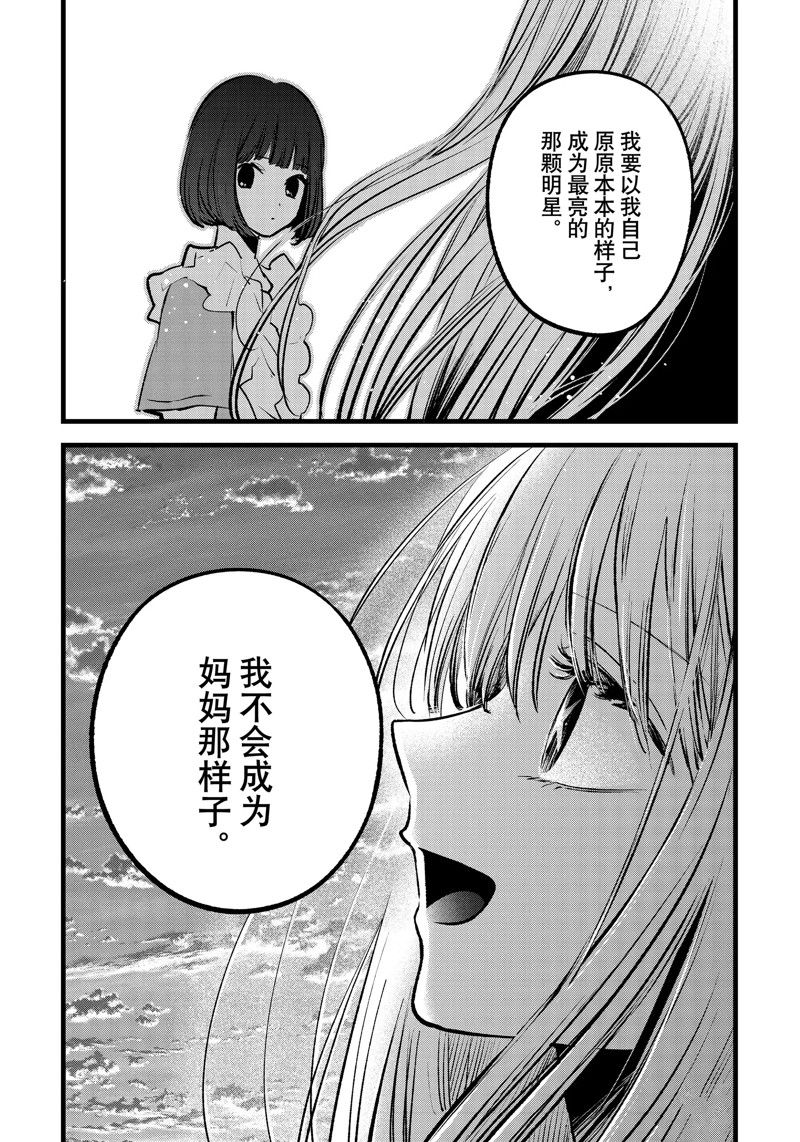 我要以我自己
原原本本的样子，
成为最亮的
那颗明星。
我不会成为
妈妈那样子。